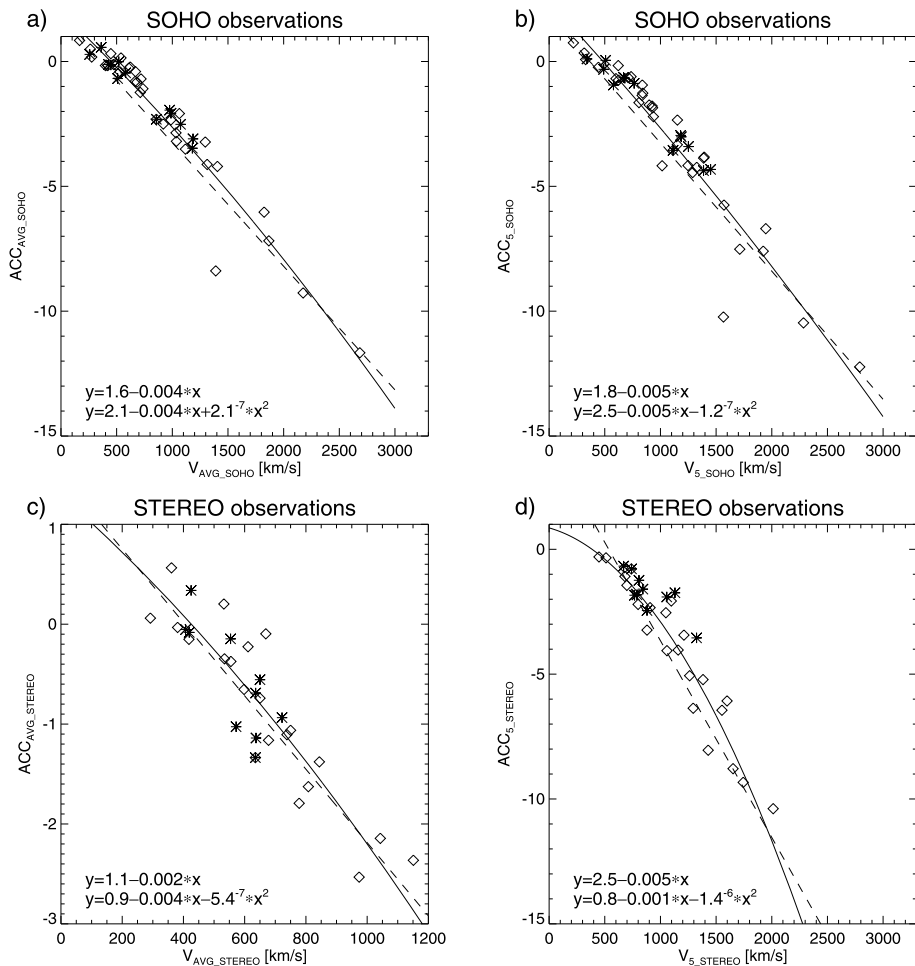 a) SOHO observations
ACC_AVG_SOHO
0
-5
-10
-15
0 500 1000 1500 2000 2500 3000
V_AVG_SOHO [km/s]
y=1.6−0.004*x
y=2.1−0.004*x+2.1^-7*x^2
b) SOHO observations
ACC_5_SOHO
0
-5
-10
-15
0 500 1000 1500 2000 2500 3000
V_5_SOHO [km/s]
y=1.8−0.005*x
y=2.5−0.005*x−1.2^-7*x^2
c) STEREO observations
ACC_AVG_STEREO
1
0
-1
-2
-3
0 200 400 600 800 1000 1200
V_AVG_STEREO [km/s]
y=1.1−0.002*x
y=0.9−0.004*x−5.4^-7*x^2
d) STEREO observations
ACC_5_STEREO
0
-5
-10
-15
0 500 1000 1500 2000 2500 3000
V_5_STEREO [km/s]
y=2.5−0.005*x
y=0.8−0.001*x−1.4^-6*x^2